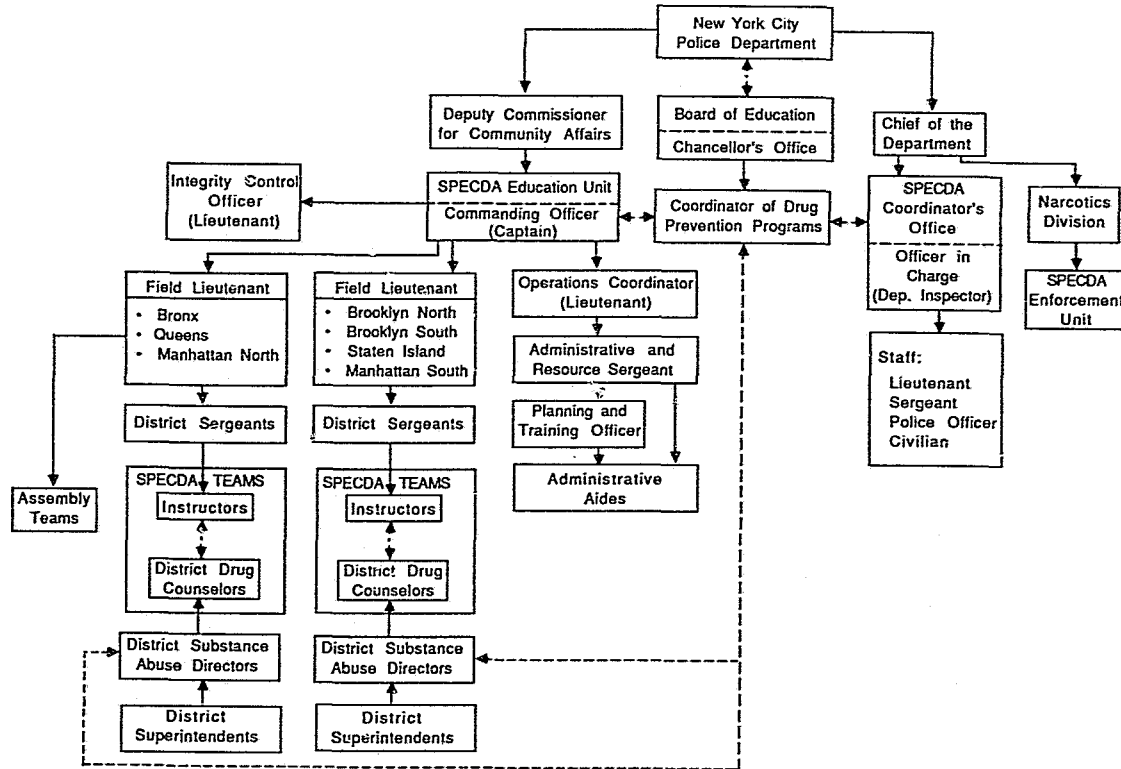 New York City
Police Department
Deputy Commissioner
for Community Affairs
Board of Education
Chancellor's Office
Chief of the
Department
Integrity Control
Officer
(Lieutenant)
SPECDA Education Unit
Commanding Officer
(Captain)
Coordinator of Drug
Prevention Programs
SPECDA
Coordinator's
Office
Officer in
Charge
(Dep. Inspector)
Narcotics
Division
SPECDA
Enforcement
Unit
Field Lieutenant
• Bronx
• Queens
• Manhattan North
Field Lieutenant
• Brooklyn North
• Brooklyn South
• Staten Island
• Manhattan South
Operations Coordinator
(Lieutenant)
Administrative and
Resource Sergeant
Planning and
Training Officer
Administrative
Aides
Staff:
Lieutenant
Sergeant
Police Officer
Civilian
District Sergeants
District Sergeants
Assembly
Teams
SPECDA TEAMS
Instructors
District Drug
Counselors
SPECDA TEAMS
Instructors
District Drug
Counselors
District Substance
Abuse Directors
District Substance
Abuse Directors
District
Superintendents
District
Superintendents